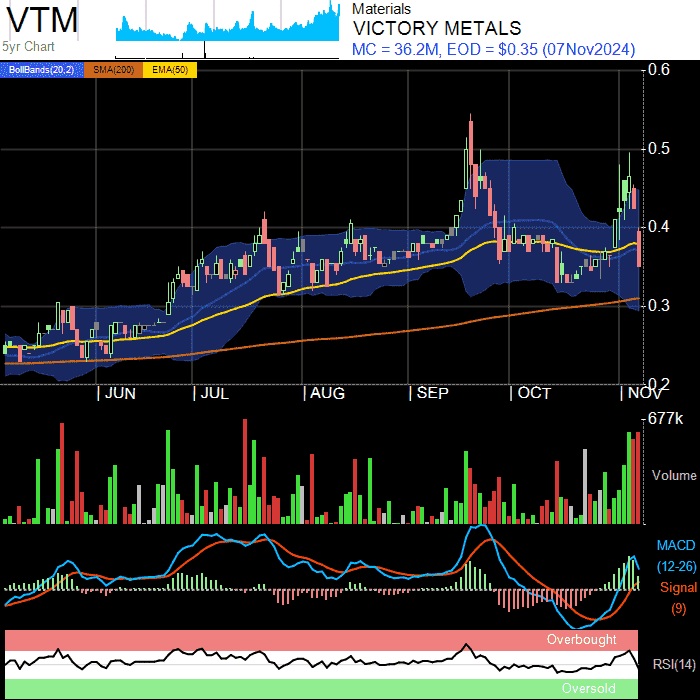 VTM
5yr Chart
Materials
VICTORY METALS
MC = 36.2M, EOD = $0.35 (07Nov2024)
BollBands(20,2) SMA(200) EMA(50)
0.6
0.5
0.4
0.3
0.2
JUN JUL AUG SEP OCT NOV
677k
Volume
MACD
(12-26)
Signal
(9)
Overbought
RSI(14)
Oversold